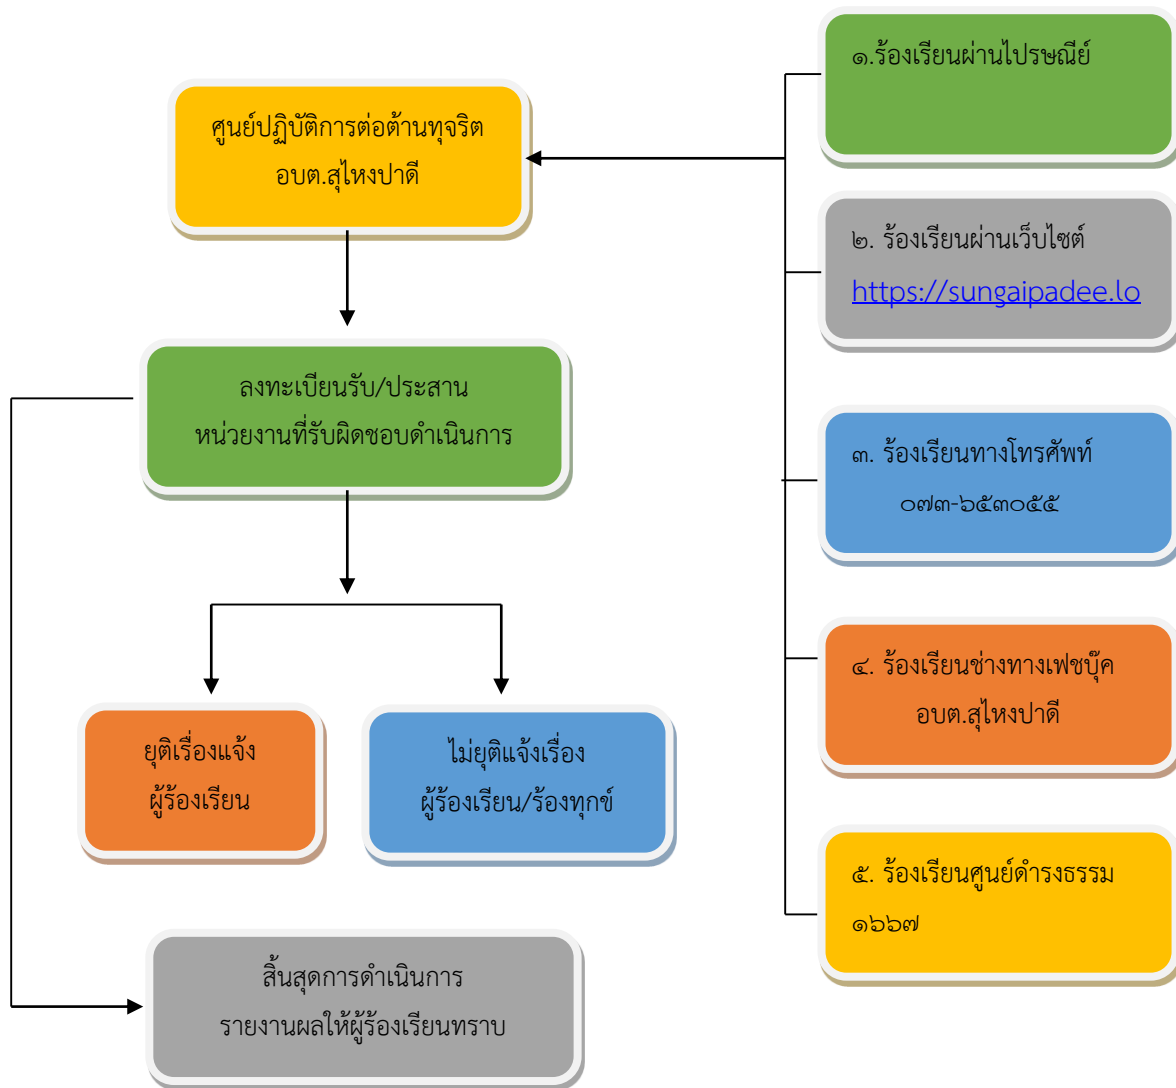 ศูนย์ปฏิบัติการต่อต้านทุจริต
อบต.สุไหงปาดี
ลงทะเบียนรับ/ประสาน
หน่วยงานที่รับผิดชอบดำเนินการ
ยุติเรื่องแจ้ง
ผู้ร้องเรียน
ไม่ยุติแจ้งเรื่อง
ผู้ร้องเรียน/ร้องทุกข์
สิ้นสุดการดำเนินการ
รายงานผลให้ผู้ร้องเรียนทราบ
๑.ร้องเรียนผ่านไปรษณีย์
๒. ร้องเรียนผ่านเว็บไซต์
https://sungaipadee.lo
๓. ร้องเรียนทางโทรศัพท์
๐๗๓-๖๕๓๐๕๕
๔. ร้องเรียนช่างทางเฟชบุ๊ค
อบต.สุไหงปาดี
๕. ร้องเรียนศูนย์ดำรงธรรม
๑๖๖๗